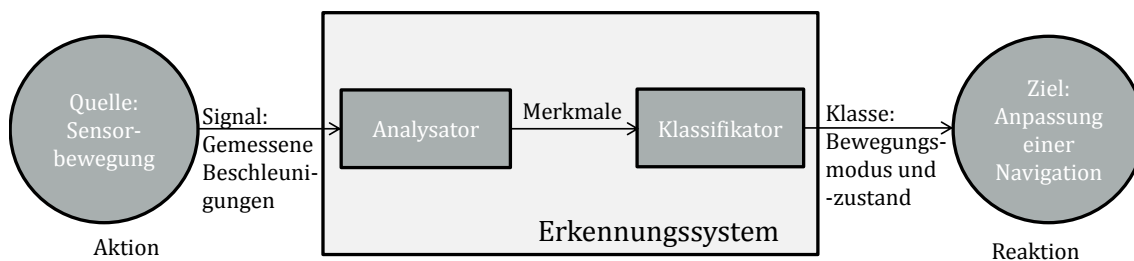 Quelle:
Sensor-
bewegung
Aktion
Signal:
Gemessene
Beschleuni-
gungen
Analysator
Merkmale
Klassifikator
Erkennungssystem
Klasse:
Bewegungs-
modus und
-zustand
Ziel:
Anpassung
einer
Navigation
Reaktion